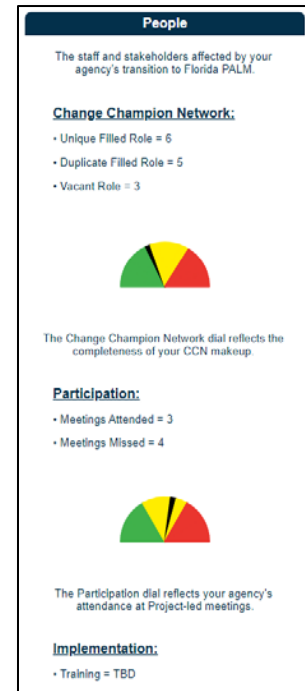 People
The staff and stakeholders affected by your
agency's transition to Florida PALM.
Change Champion Network:
• Unique Filled Role = 6
• Duplicate Filled Role = 5
• Vacant Role = 3
The Change Champion Network dial reflects the
completeness of your CCN makeup.
Participation:
• Meetings Attended = 3
• Meetings Missed = 4
The Participation dial reflects your agency's
attendance at Project-led meetings.
Implementation:
• Training = TBD